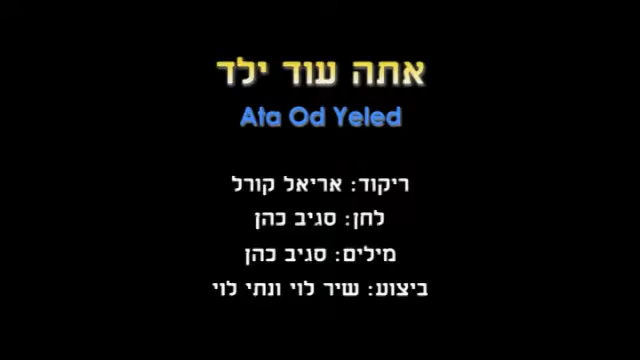 אתה עוד ילד
Ata Od Yeled
ריקוד: אריאל קורל
לחן: סגיב כהן
מילים: סגיב כהן
ביצוע: שיר לוי ונתי לוי